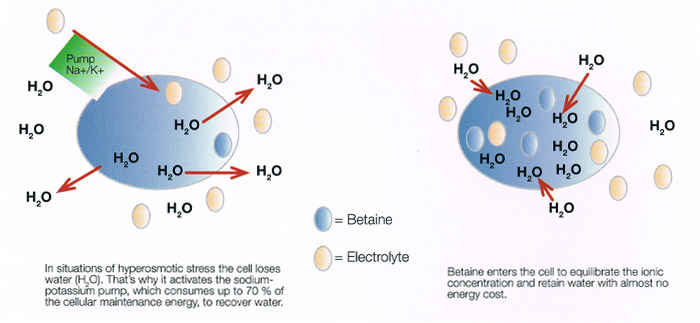 Pump
Na+/K+
H₂O
H₂O
H₂O
H₂O
H₂O
H₂O
H₂O
H₂O
H₂O
= Betaine
= Electrolyte
In situations of hyperosmotic stress the cell loses
water (H₂O). That's why it activates the sodium-
potassium pump, which consumes up to 70 % of
the cellular maintenance energy, to recover water.
H₂O
H₂O
H₂O
H₂O
H₂O
H₂O
H₂O
H₂O
H₂O
H₂O
H₂O
Betaine enters the cell to equilibrate the ionic
concentration and retain water with almost no
energy cost.